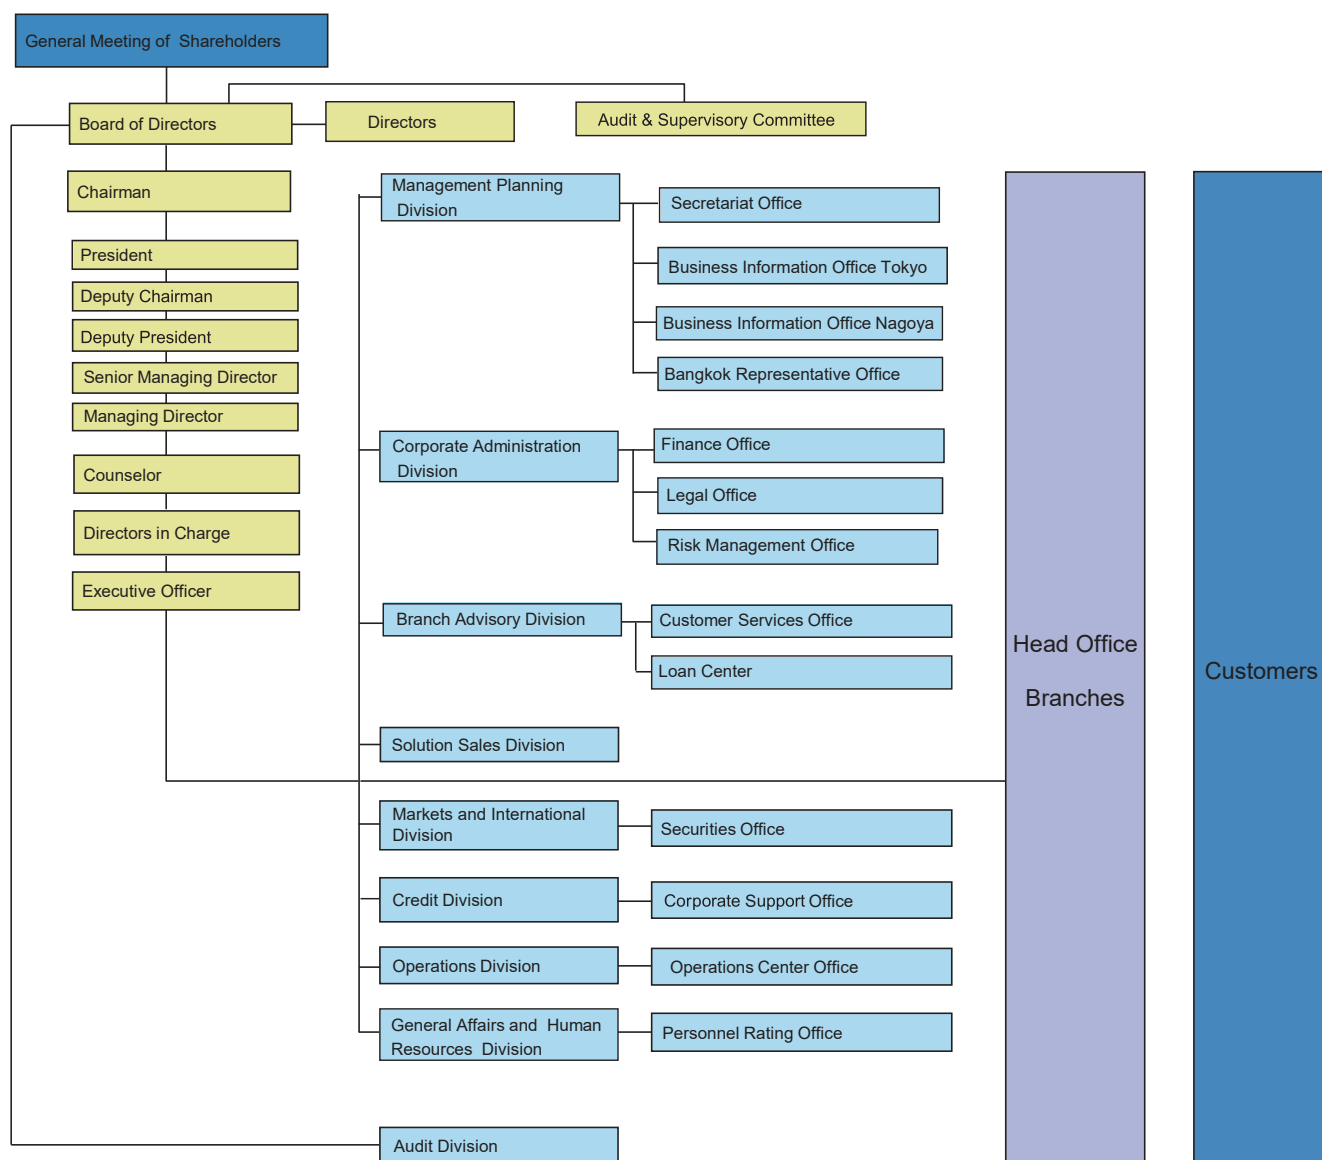 General Meeting of Shareholders
Board of Directors
Directors
Audit & Supervisory Committee
Chairman
President
Deputy Chairman
Deputy President
Senior Managing Director
Managing Director
Counselor
Directors in Charge
Executive Officer
Management Planning
Division
Secretariat Office
Business Information Office Tokyo
Business Information Office Nagoya
Bangkok Representative Office
Corporate Administration
Division
Finance Office
Legal Office
Risk Management Office
Branch Advisory Division
Customer Services Office
Loan Center
Solution Sales Division
Markets and International
Division
Securities Office
Credit Division
Corporate Support Office
Operations Division
Operations Center Office
General Affairs and Human
Resources Division
Personnel Rating Office
Audit Division
Head Office
Branches
Customers